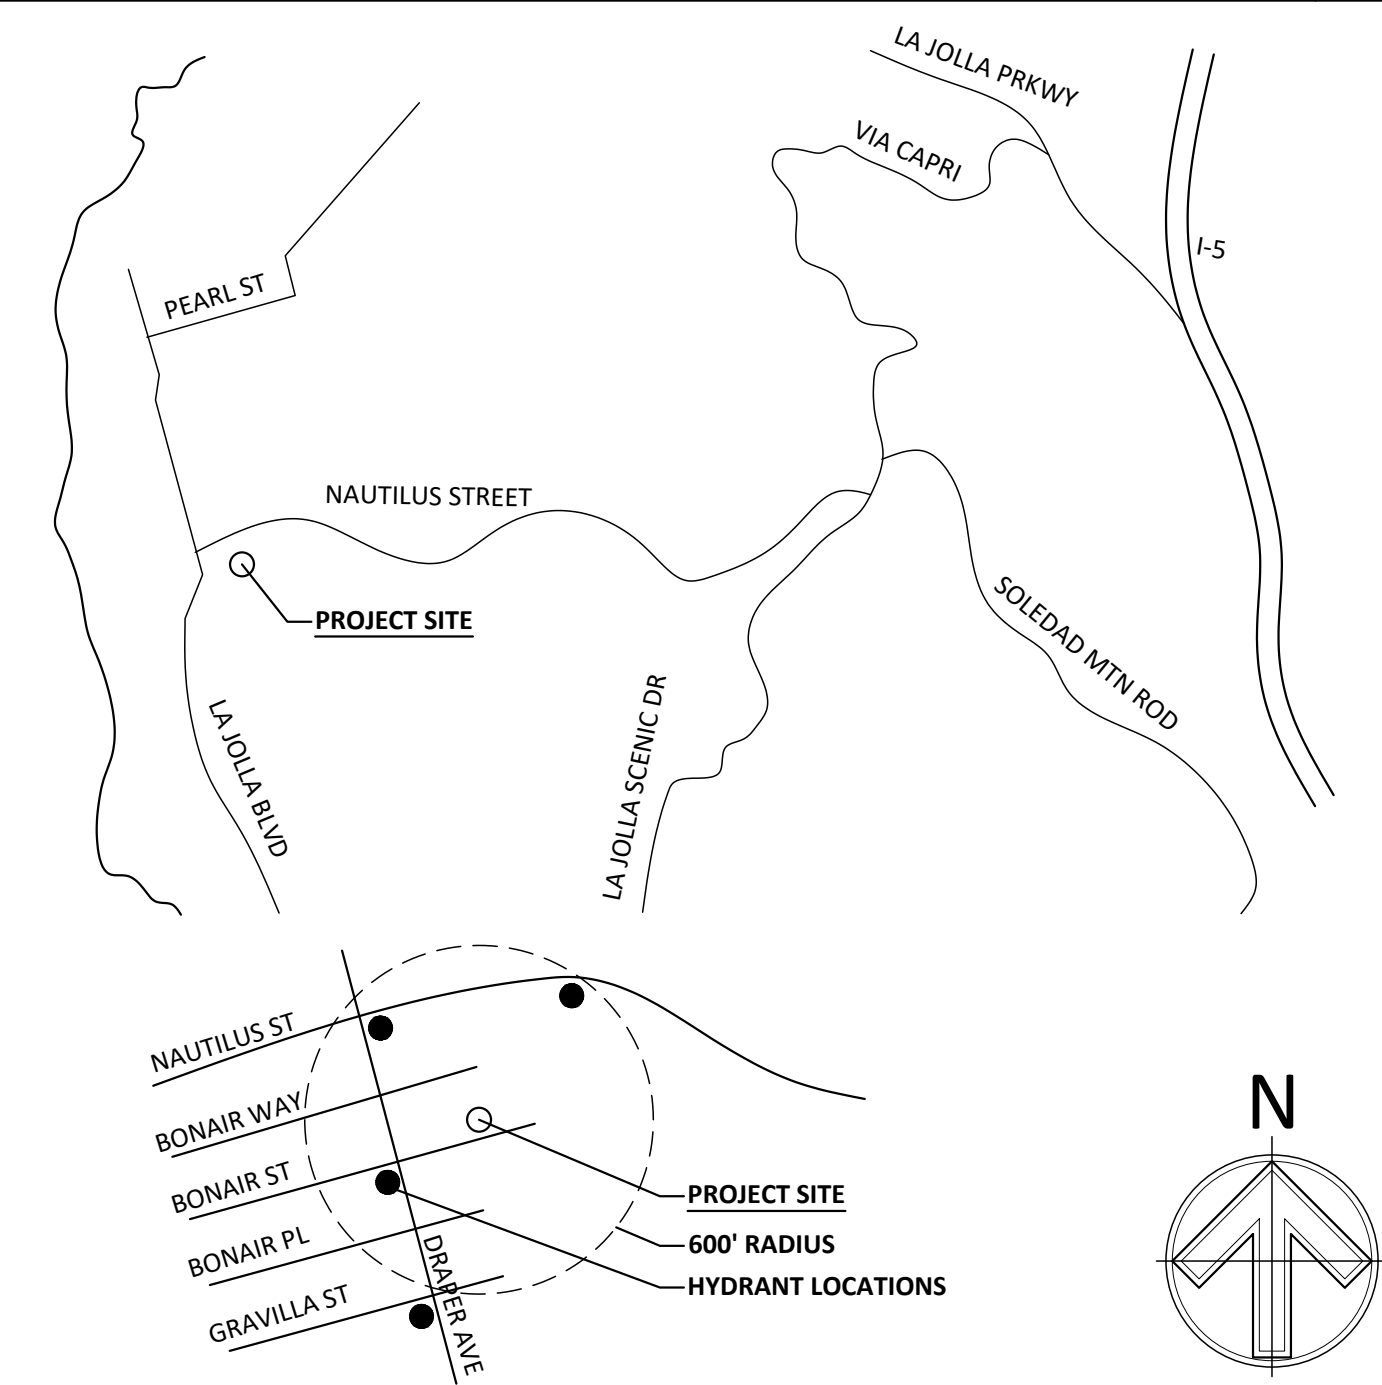 LA JOLLA PRKWY
VIA CAPRI
I-5
PEARL ST
NAUTILUS STREET
PROJECT SITE
SOLEDAD MTN ROD
LA JOLLA BLVD
LA JOLLA SCENIC DR
NAUTILUS ST
BONAIR WAY
BONAIR ST
BONAIR PL
GRAVILLA ST
DRAPER AVE
PROJECT SITE
600' RADIUS
HYDRANT LOCATIONS
N